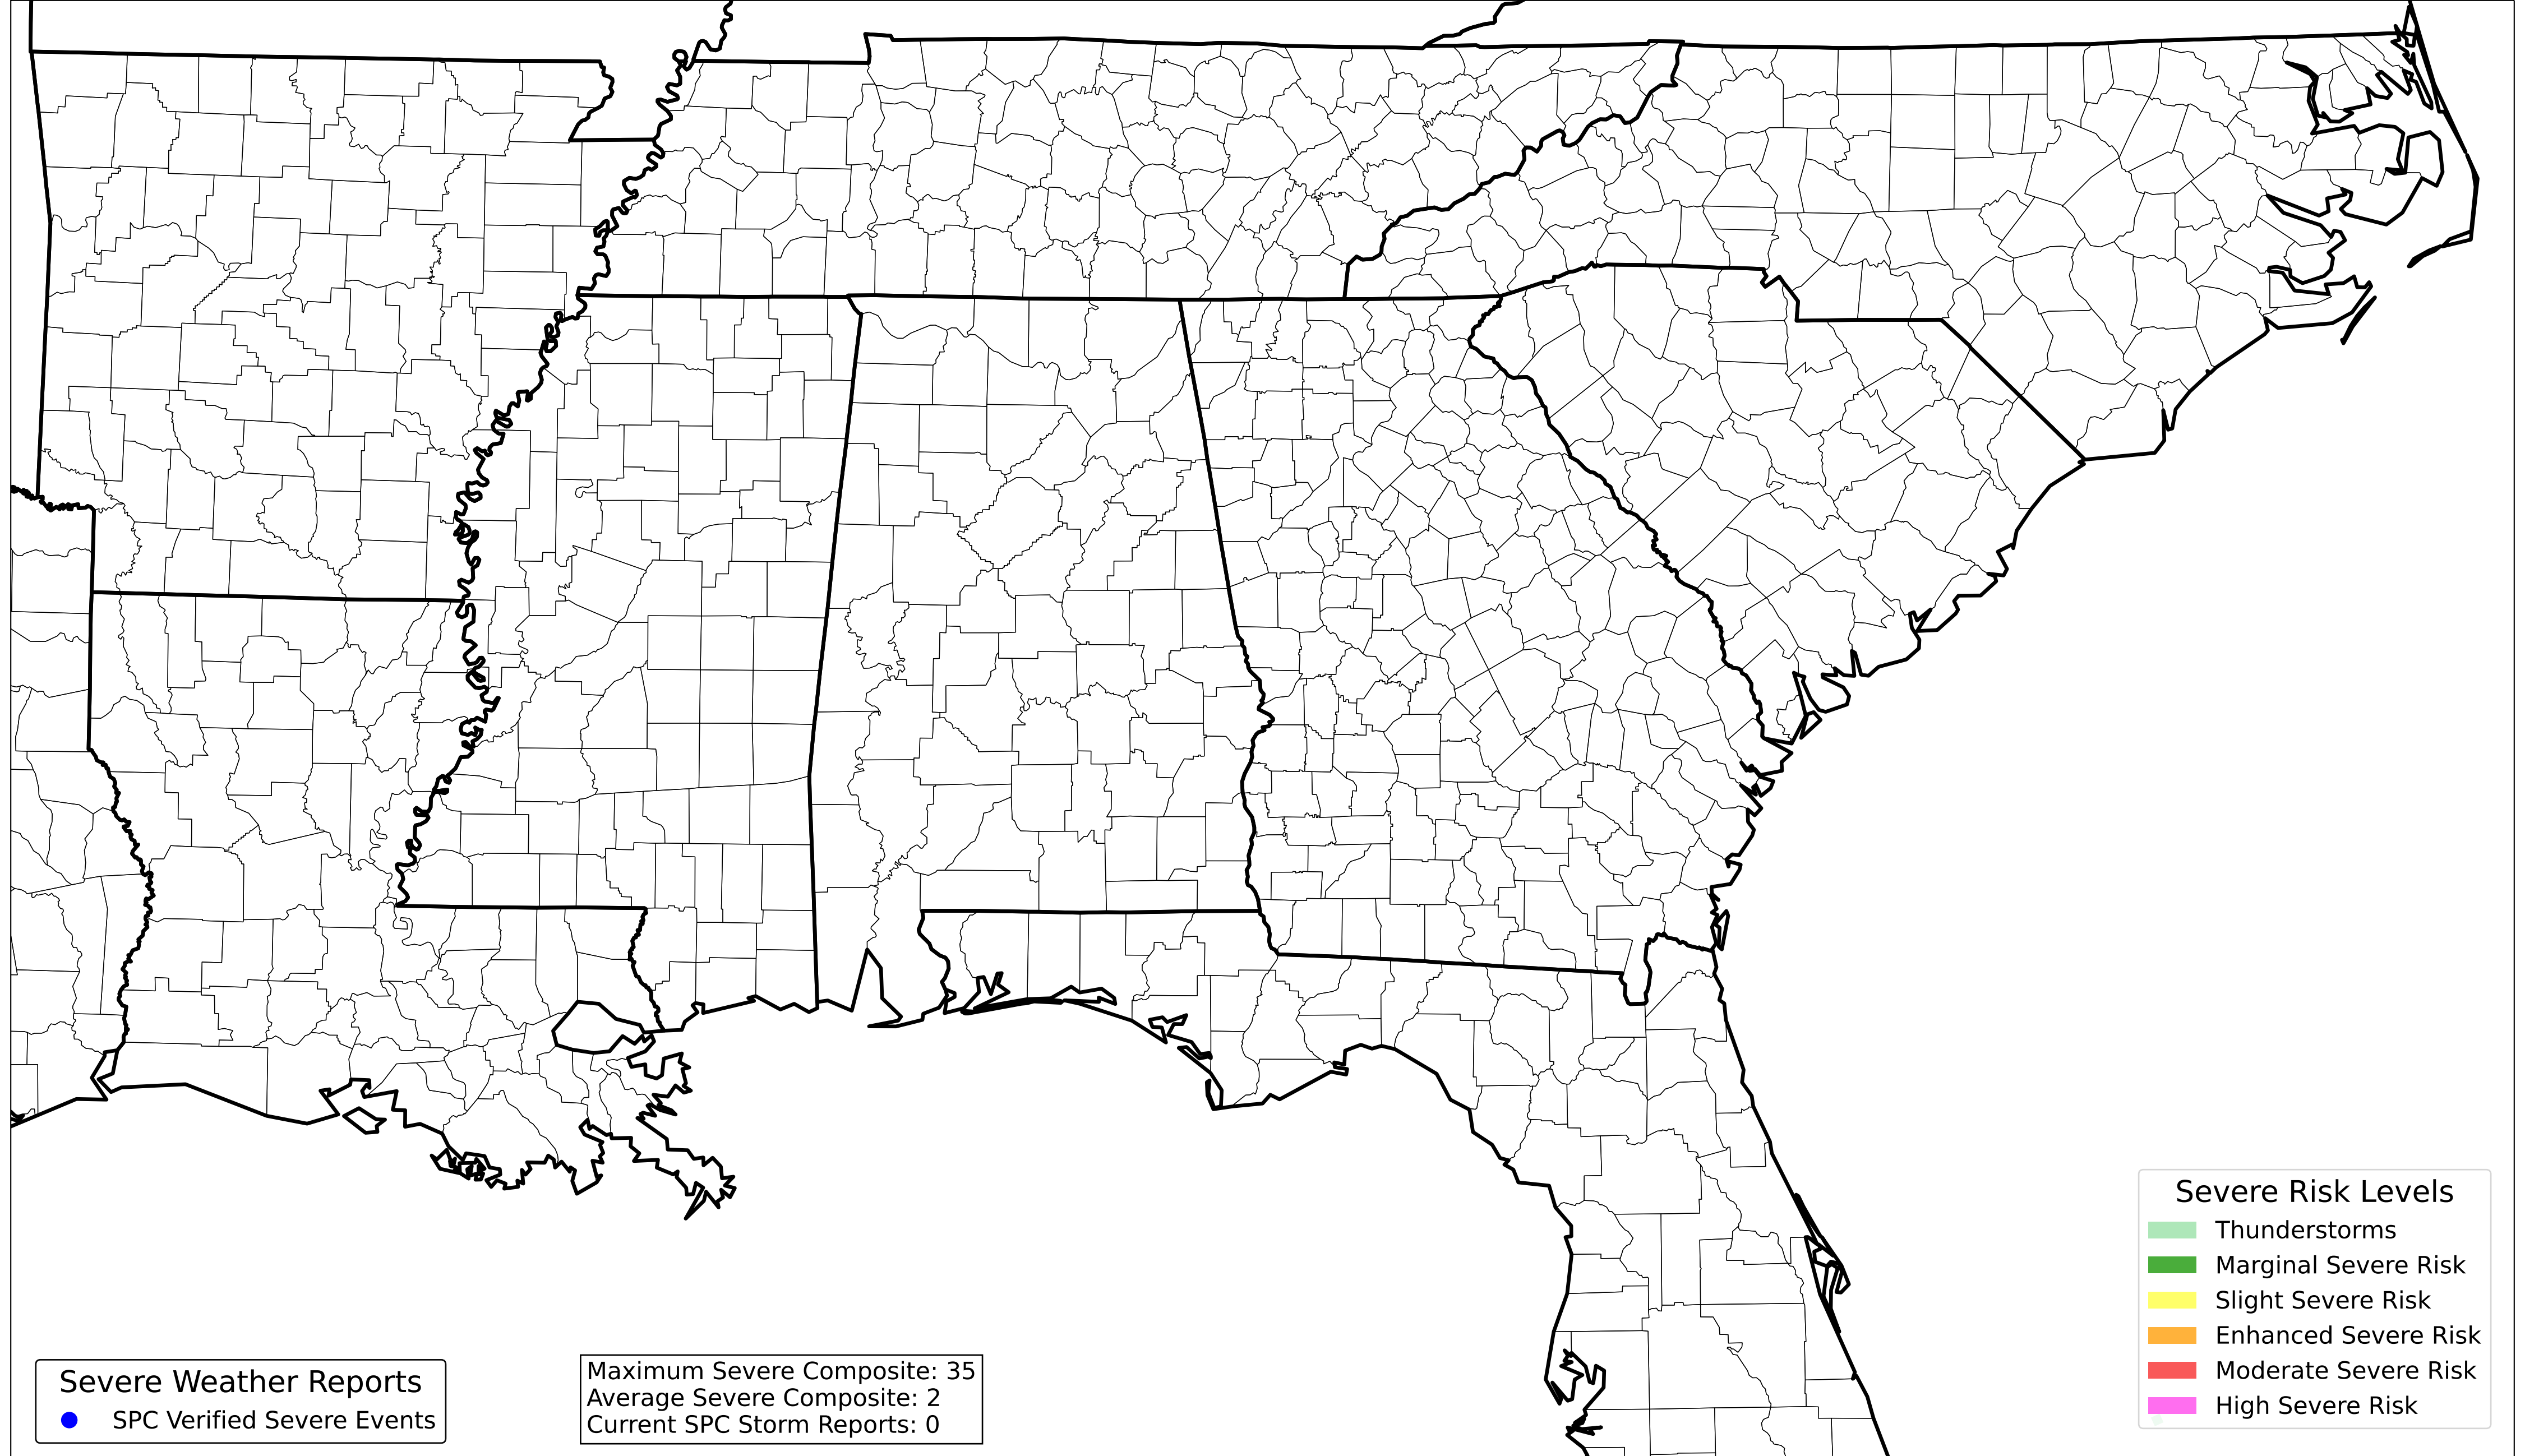 Severe Weather Reports
SPC Verified Severe Events
Maximum Severe Composite: 35
Average Severe Composite: 2
Current SPC Storm Reports: 0
Severe Risk Levels
Thunderstorms
Marginal Severe Risk
Slight Severe Risk
Enhanced Severe Risk
Moderate Severe Risk
High Severe Risk